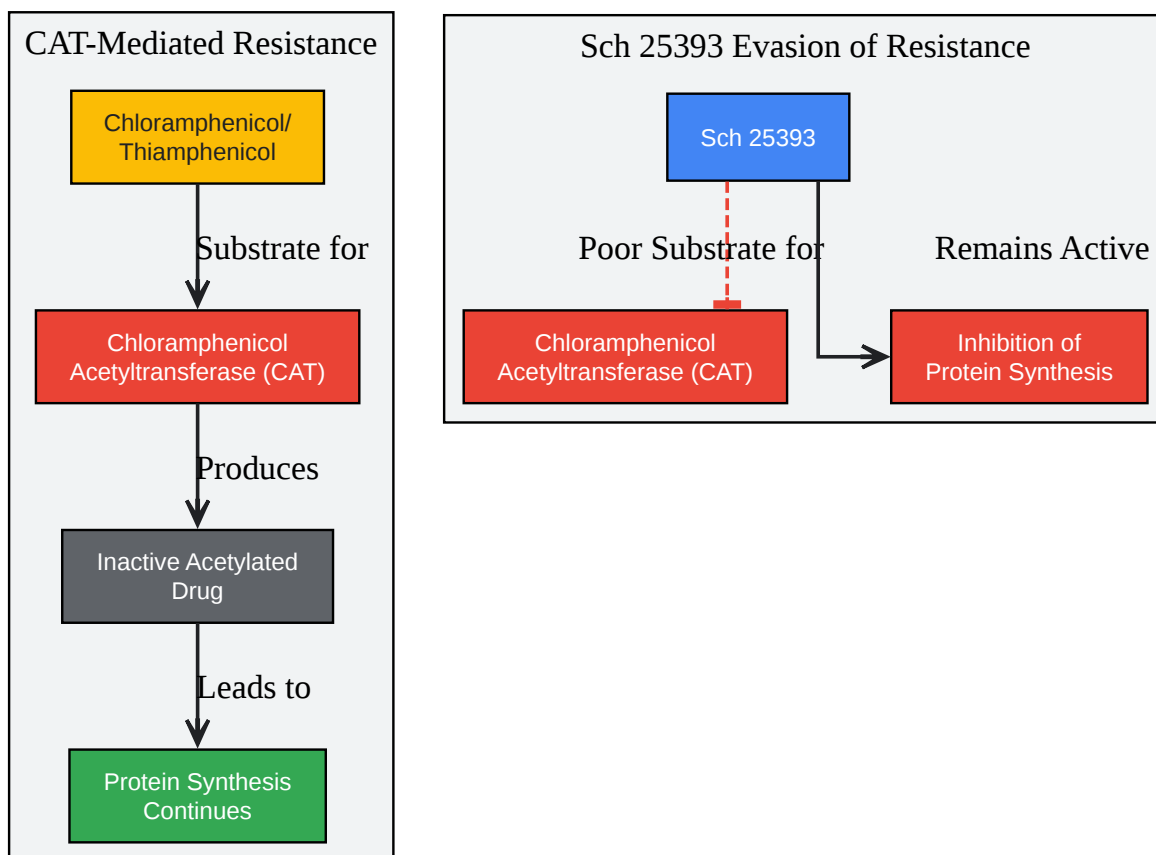 CAT-Mediated Resistance
Chloramphenicol/
Thiamphenicol
Substrate for
Chloramphenicol
Acetyltransferase (CAT)
Produces
Inactive Acetylated
Drug
Leads to
Protein Synthesis
Continues
Sch 25393 Evasion of Resistance
Sch 25393
Poor Substrate for
Remains Active
Chloramphenicol
Acetyltransferase (CAT)
Inhibition of
Protein Synthesis